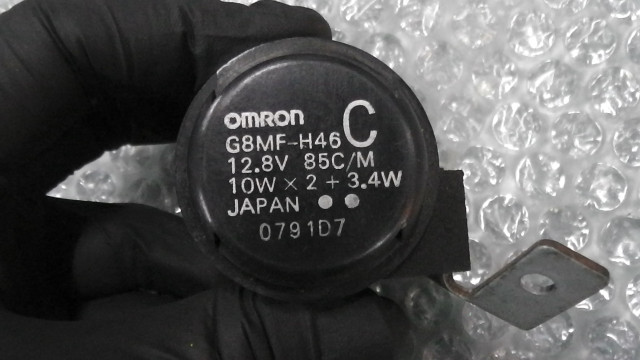 OMRON
G8MF-H46 C
12.8V 85C/M
10W × 2 + 3.4W
JAPAN
0791D7